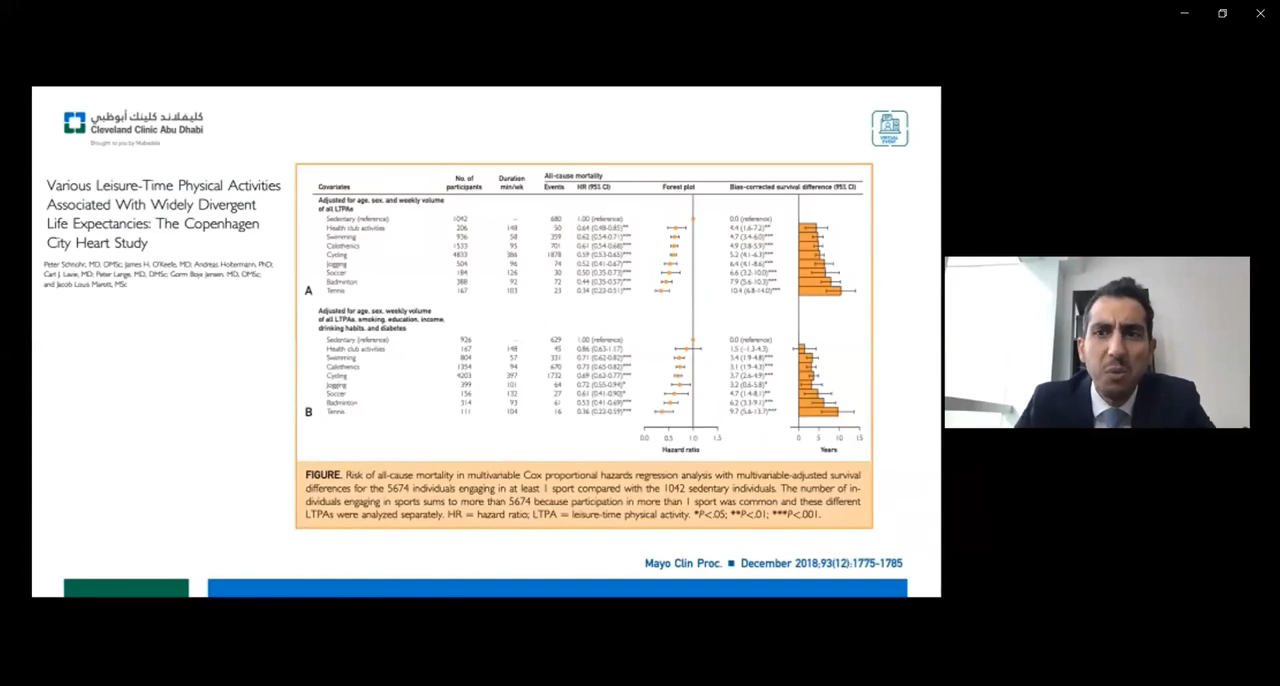 كليفلاند كلينك أبوظبي
Cleveland Clinic Abu Dhabi
Brought to you by Mubadala
VIRTUAL EVENT
Various Leisure-Time Physical Activities
Associated With Widely Divergent
Life Expectancies: The Copenhagen
City Heart Study
Peter Schnohr, MD, DMSc; James H. O'Keefe, MD; Andreas Holtermann, PhD;
Carl J. Lavie, MD; Peter Lange, MD, DMSc; Gorm Boje Jensen, MD, DMSc;
and Jacob Louis Marott, MSc
All-cause mortality
Covariates No. of participants Duration min/wk Events HR (95% CI) Forest plot Bias-corrected survival difference (95% CI)
Adjusted for age, sex, and weekly volume
of all LTPAs
Sedentary (reference) 1042 – 680 1.00 (reference) 0.0 (reference)
Health club activities 206 148 50 0.64 (0.48-0.85)** 4.4 (1.6-7.2)**
Swimming 936 58 359 0.62 (0.54-0.71)*** 4.7 (3.4-6.0)***
Calisthenics 1533 95 701 0.61 (0.54-0.68)*** 4.9 (3.8-5.9)***
Cycling 4833 386 1878 0.59 (0.53-0.65)*** 5.2 (4.1-6.3)***
Jogging 504 96 74 0.52 (0.41-0.67)*** 6.4 (4.1-8.6)***
Soccer 184 126 30 0.50 (0.35-0.73)*** 6.6 (3.2-10.0)***
Badminton 388 92 72 0.44 (0.35-0.57)*** 7.9 (5.6-10.3)***
A Tennis 167 103 23 0.34 (0.23-0.51)*** 10.4 (6.8-14.0)***
Adjusted for age, sex, weekly volume
of all LTPAs, smoking, education, income,
drinking habits, and diabetes
Sedentary (reference) 926 629 1.00 (reference) 0.0 (reference)
Health club activities 167 148 45 0.86 (0.63-1.17) 1.5 (−1.3-4.3)
Swimming 804 57 331 0.71 (0.62-0.82)*** 3.4 (1.9-4.8)***
Calisthenics 1354 94 670 0.73 (0.65-0.82)*** 3.1 (1.9-4.3)***
Cycling 4203 397 1732 0.69 (0.62-0.77)*** 3.7 (2.6-4.9)***
Jogging 399 101 64 0.72 (0.55-0.94)* 3.2 (0.6-5.8)*
Soccer 156 132 27 0.61 (0.41-0.90)* 4.7 (1.4-8.1)**
Badminton 314 93 61 0.53 (0.41-0.69)*** 6.2 (3.3-9.1)***
B Tennis 111 104 16 0.36 (0.22-0.59)*** 9.7 (5.6-13.7)***
0.0 0.5 1.0 1.5 0 5 10 15
Hazard ratio Years
FIGURE. Risk of all-cause mortality in multivariable Cox proportional hazards regression analysis with multivariable-adjusted survival
differences for the 5674 individuals engaging in at least 1 sport compared with the 1042 sedentary individuals. The number of in-
dividuals engaging in sports sums to more than 5674 because participation in more than 1 sport was common and these different
LTPAs were analyzed separately. HR = hazard ratio; LTPA = leisure-time physical activity. *P<.05; **P<.01; ***P<.001.
Mayo Clin Proc. ■ December 2018;93(12):1775-1785